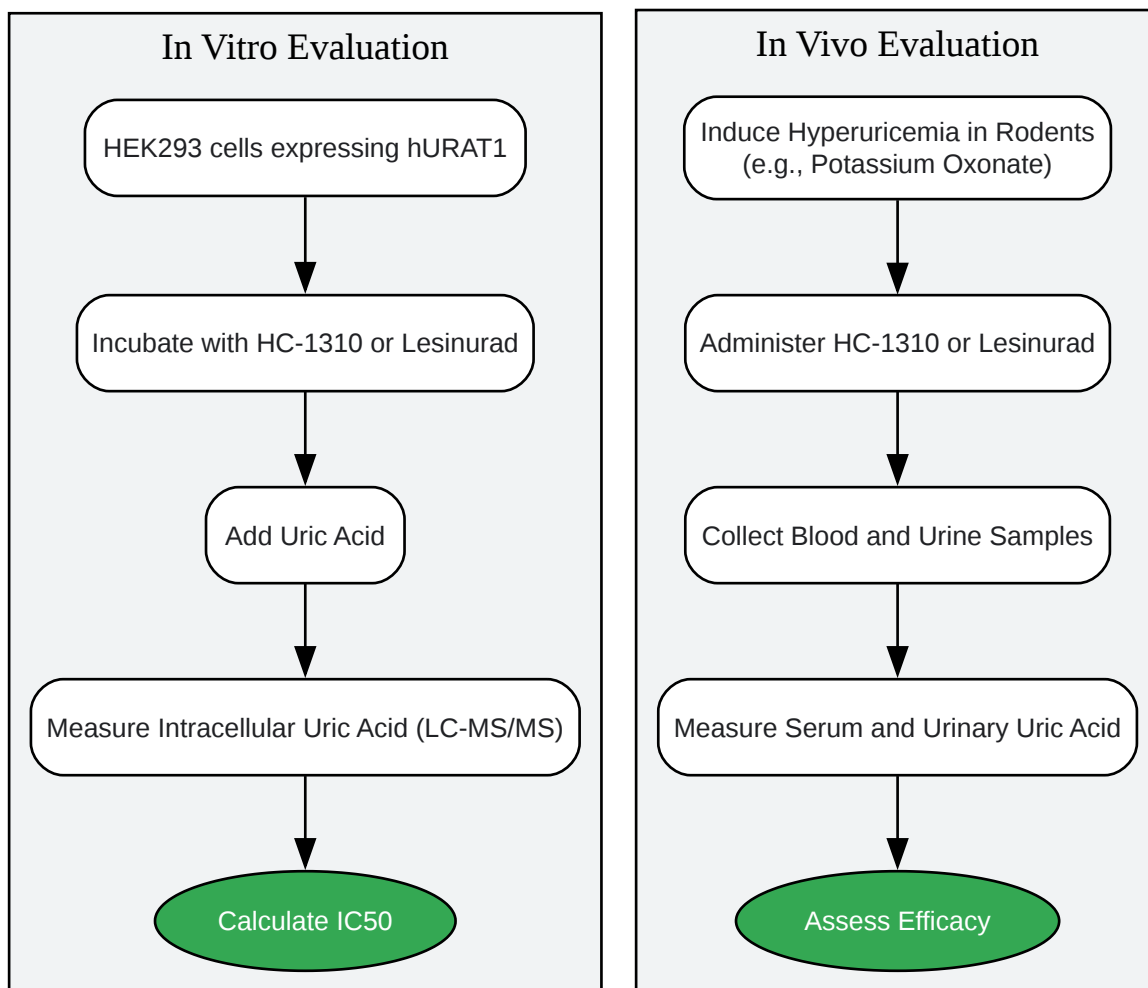 In Vitro Evaluation
HEK293 cells expressing hURAT1
Incubate with HC-1310 or Lesinurad
Add Uric Acid
Measure Intracellular Uric Acid (LC-MS/MS)
Calculate IC50
In Vivo Evaluation
Induce Hyperuricemia in Rodents
(e.g., Potassium Oxonate)
Administer HC-1310 or Lesinurad
Collect Blood and Urine Samples
Measure Serum and Urinary Uric Acid
Assess Efficacy